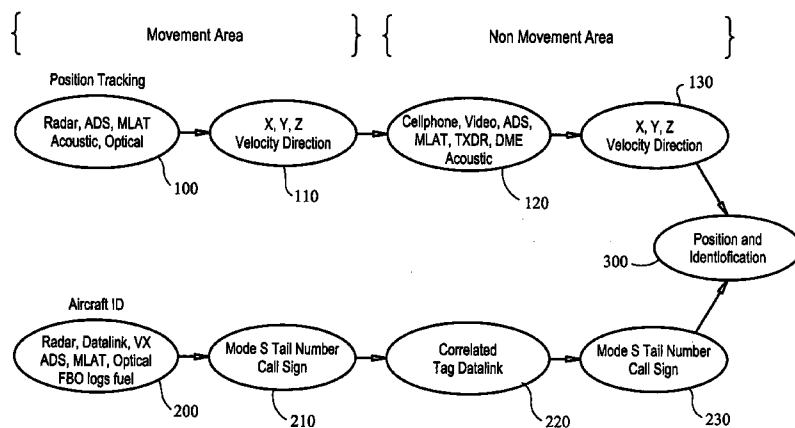 Movement Area
Non Movement Area
Position Tracking
Radar, ADS, MLAT
Acoustic, Optical
100
X, Y, Z
Velocity Direction
110
Cellphone, Video, ADS,
MLAT, TXDR, DME
Acoustic
120
130
X, Y, Z
Velocity Direction
Position and
Identlofication
300
Aircraft ID
Radar, Datalink, VX
ADS, MLAT, Optical
FBO logs fuel
200
Mode S Tail Number
Call Sign
210
Correlated
Tag Datalink
220
Mode S Tail Number
Call Sign
230